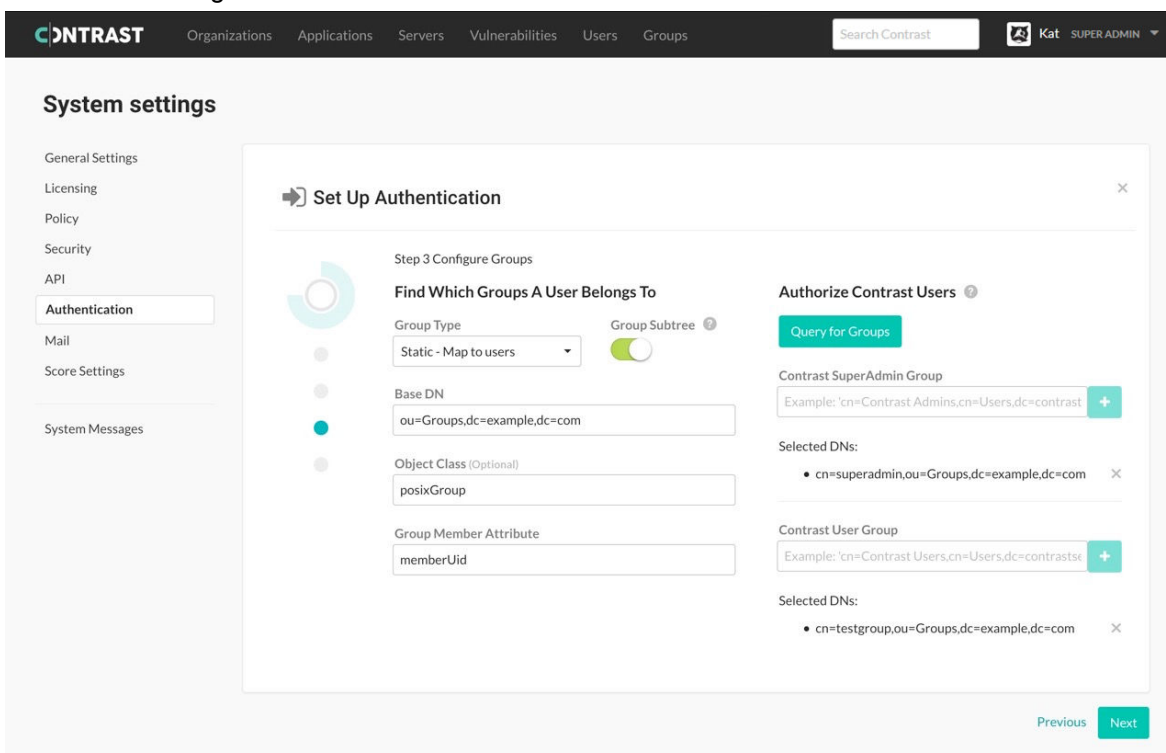 CONTRAST
Organizations Applications Servers Vulnerabilities Users Groups
Search Contrast
Kat SUPER ADMIN
System settings
General Settings
Licensing
Policy
Security
API
Authentication
Mail
Score Settings
System Messages
Set Up Authentication
Step 3 Configure Groups
Find Which Groups A User Belongs To
Group Type
Group Subtree
Static - Map to users
Base DN
ou=Groups,dc=example,dc=com
Object Class (Optional)
posixGroup
Group Member Attribute
memberUid
Authorize Contrast Users
Query for Groups
Contrast SuperAdmin Group
Example: 'cn=Contrast Admins,cn=Users,dc=contrast
Selected DNs:
cn=superadmin,ou=Groups,dc=example,dc=com
Contrast User Group
Example: 'cn=Contrast Users,cn=Users,dc=contrastse
Selected DNs:
cn=testgroup,ou=Groups,dc=example,dc=com
Previous Next